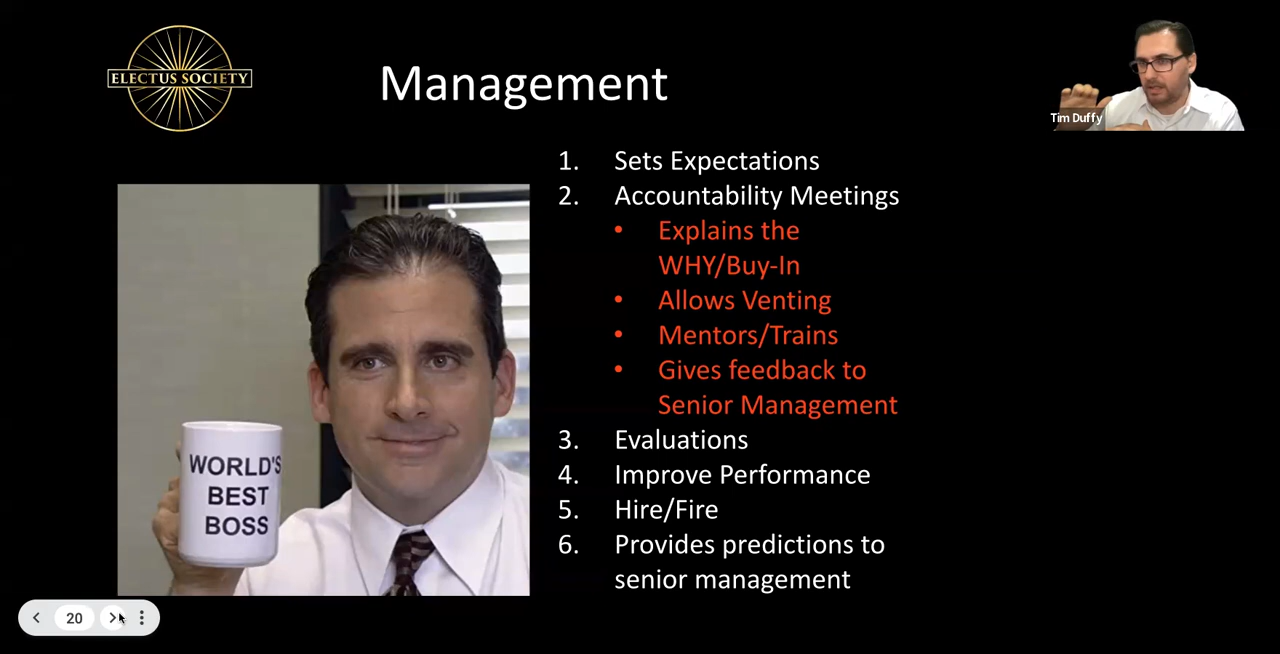 ELECTUS SOCIETY
Management
Tim Duffy
1. Sets Expectations
2. Accountability Meetings
• Explains the
WHY/Buy-In
• Allows Venting
• Mentors/Trains
• Gives feedback to
Senior Management
3. Evaluations
4. Improve Performance
5. Hire/Fire
6. Provides predictions to
senior management
WORLD'S
BEST
BOSS
20